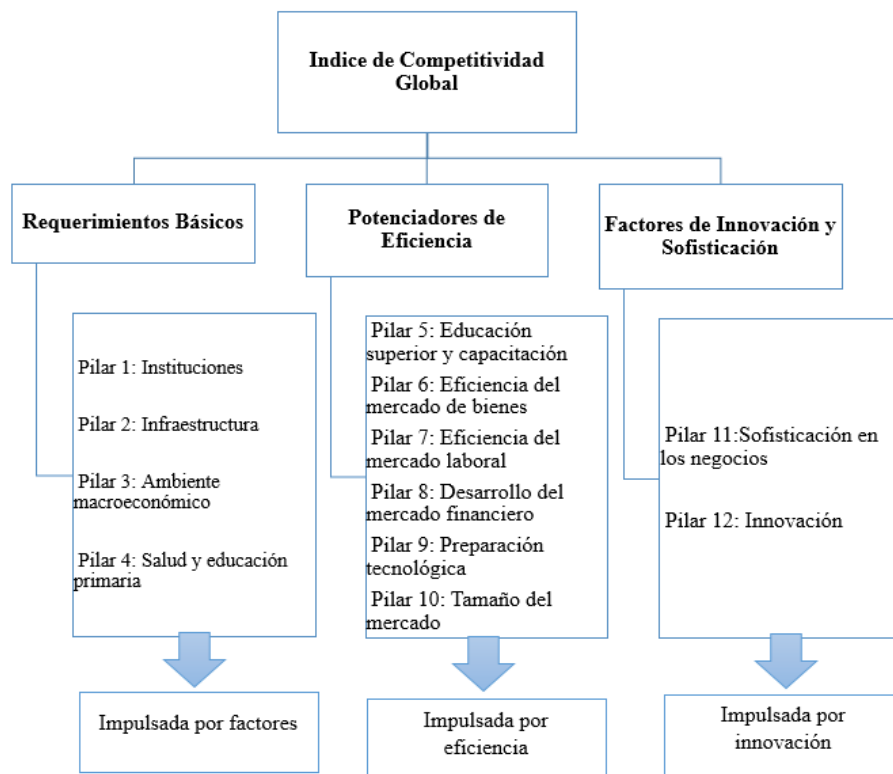 Indice de Competitividad
Global
Requerimientos Básicos
Potenciadores de
Eficiencia
Factores de Innovación y
Sofisticación
Pilar 1: Instituciones
Pilar 2: Infraestructura
Pilar 3: Ambiente
macroeconómico
Pilar 4: Salud y educación
primaria
Pilar 5: Educación
superior y capacitación
Pilar 6: Eficiencia del
mercado de bienes
Pilar 7: Eficiencia del
mercado laboral
Pilar 8: Desarrollo del
mercado financiero
Pilar 9: Preparación
tecnológica
Pilar 10: Tamaño del
mercado
Pilar 11:Sofisticación en
los negocios
Pilar 12: Innovación
Impulsada por factores
Impulsada por
eficiencia
Impulsada por
innovación